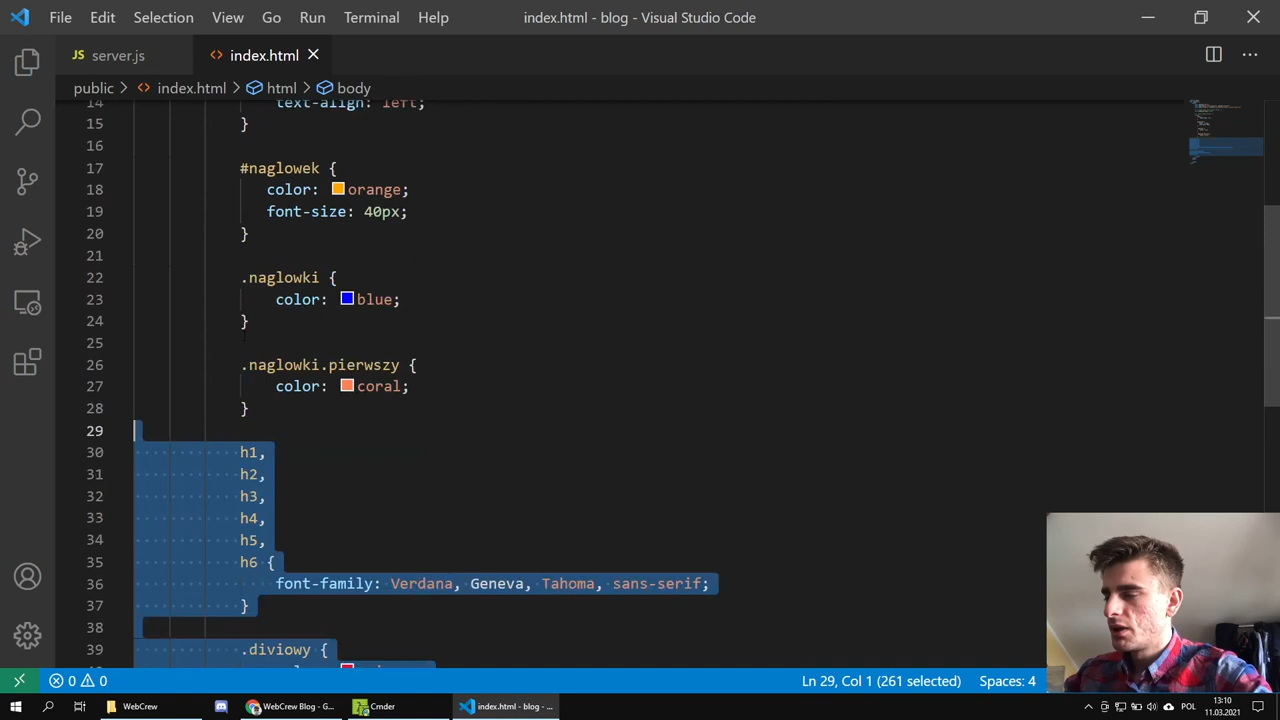 File Edit Selection View Go Run Terminal Help index.html - blog - Visual Studio Code
JS server.js <> index.html
public > <> index.html > html > body
14 text-align: left;
15 }
16
17 #naglowek {
18 color: orange;
19 font-size: 40px;
20 }
21
22 .naglowki {
23 color: blue;
24 }
25
26 .naglowki.pierwszy {
27 color: coral;
28 }
29
30 h1,
31 h2,
32 h3,
33 h4,
34 h5,
35 h6 {
36 font-family: Verdana, Geneva, Tahoma, sans-serif;
37 }
38
39 .diviowy {
0 0 Ln 29, Col 1 (261 selected) Spaces: 4
WebCrew WebCrew Blog - G... Cmder index.html - blog - ... POL 13:10
11.03.2021